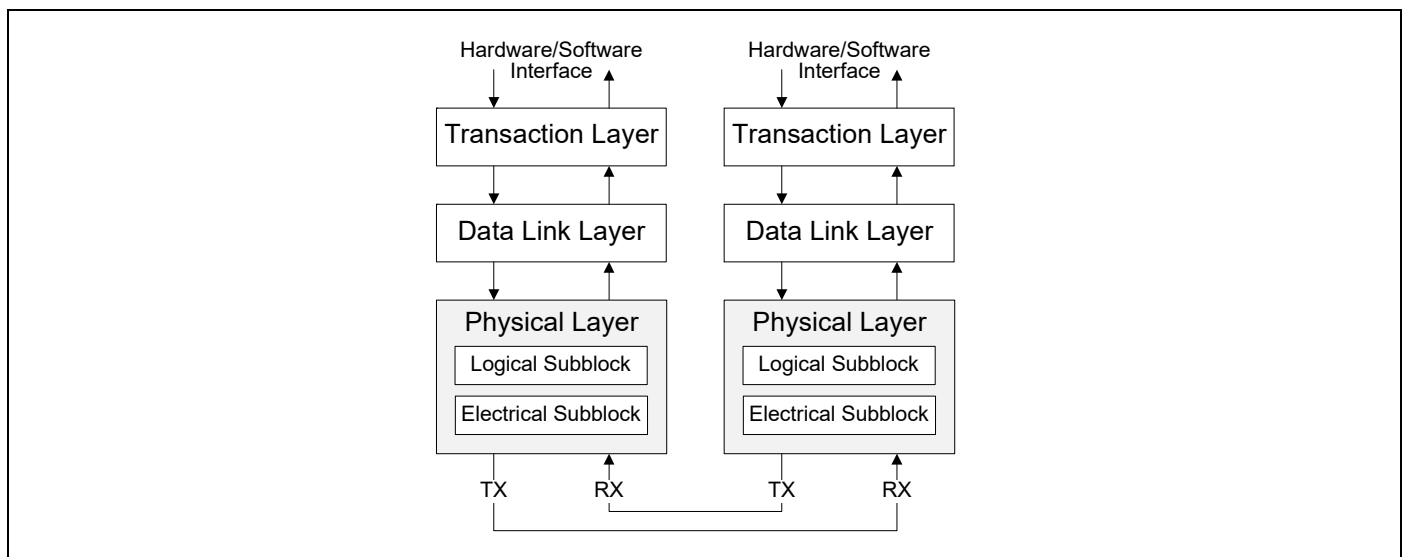 Hardware/Software
Interface
Transaction Layer
Data Link Layer
Physical Layer
Logical Subblock
Electrical Subblock
TX
RX
Hardware/Software
Interface
Transaction Layer
Data Link Layer
Physical Layer
Logical Subblock
Electrical Subblock
TX
RX